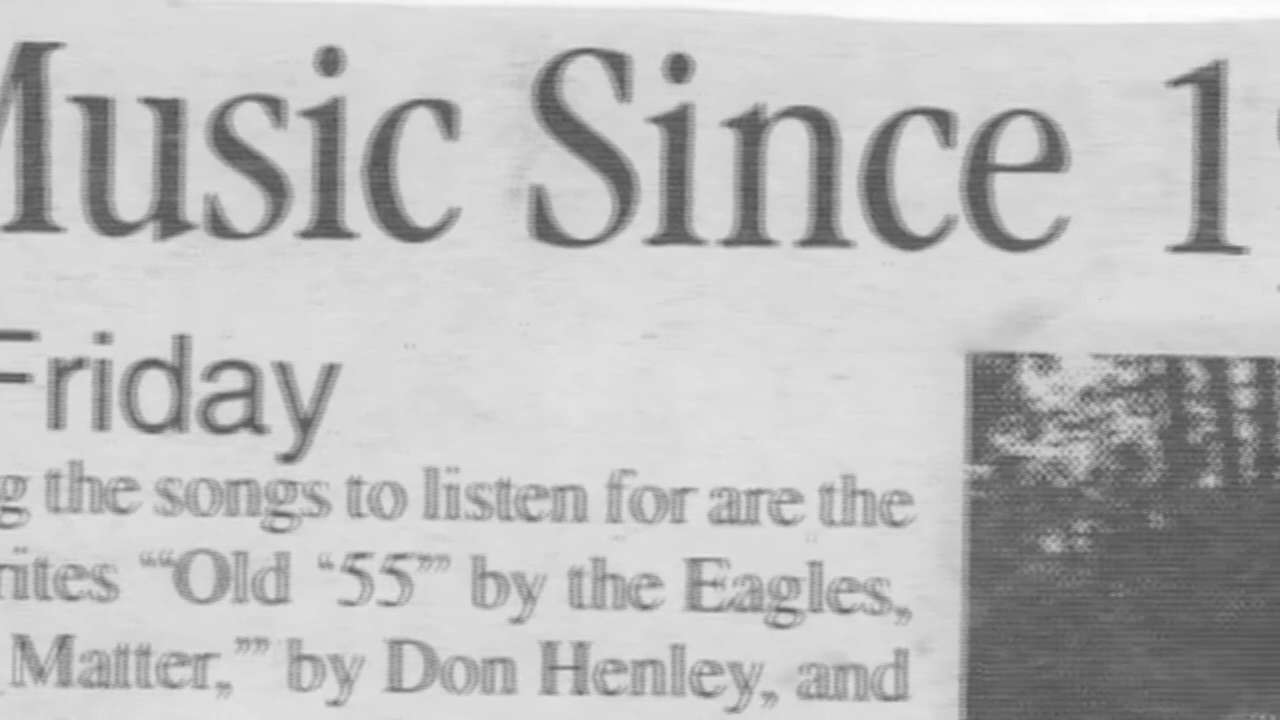 Music Since 1
Friday
the songs to listen for are the
"Old '55" by the Eagles,
Matter," by Don Henley, and